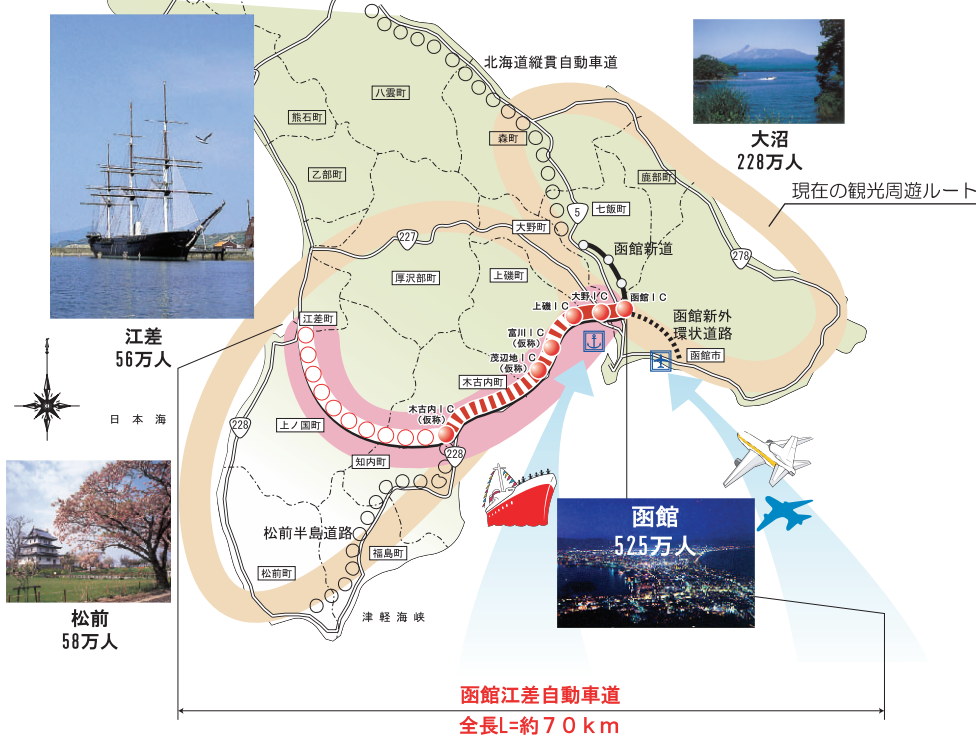 北海道縦貫自動車道
八雲町
熊石町
森町
乙部町
鹿部町
大沼
228万人
現在の観光周遊ルート
5
七飯町
大野町
227
函館新道
278
厚沢部町
上磯町
大野IC
上磯IC
函館IC
江差町
富川IC
(仮称)
函館新外
環状道路
函館市
茂辺地IC
(仮称)
江差
56万人
木古内町
木古内IC
(仮称)
日本海
228
上ノ国町
228
知内町
松前半島道路
福島町
松前町
函館
525万人
津軽海峡
松前
58万人
函館江差自動車道
全長L=約70km